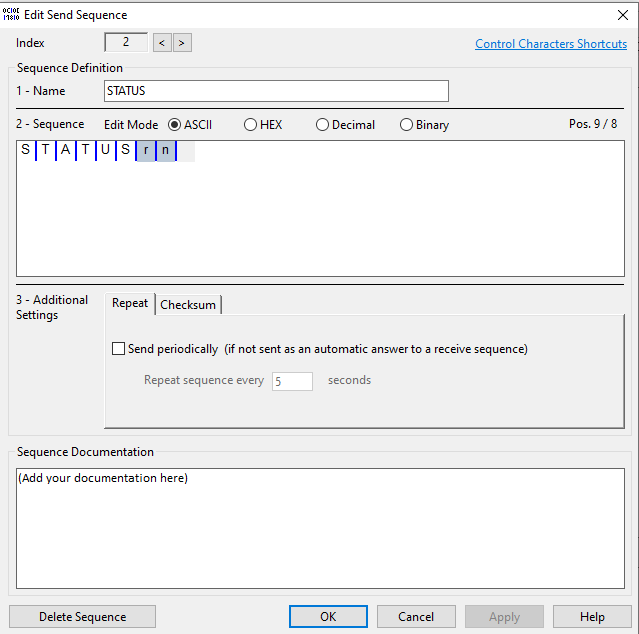 Edit Send Sequence
Index 2 < > Control Characters Shortcuts
Sequence Definition
1 - Name STATUS
2 - Sequence Edit Mode ASCII HEX Decimal Binary Pos. 9 / 8
S T A T U S r n
3 - Additional Settings Repeat Checksum
Send periodically (if not sent as an automatic answer to a receive sequence)
Repeat sequence every 5 seconds
Sequence Documentation
(Add your documentation here)
Delete Sequence OK Cancel Apply Help